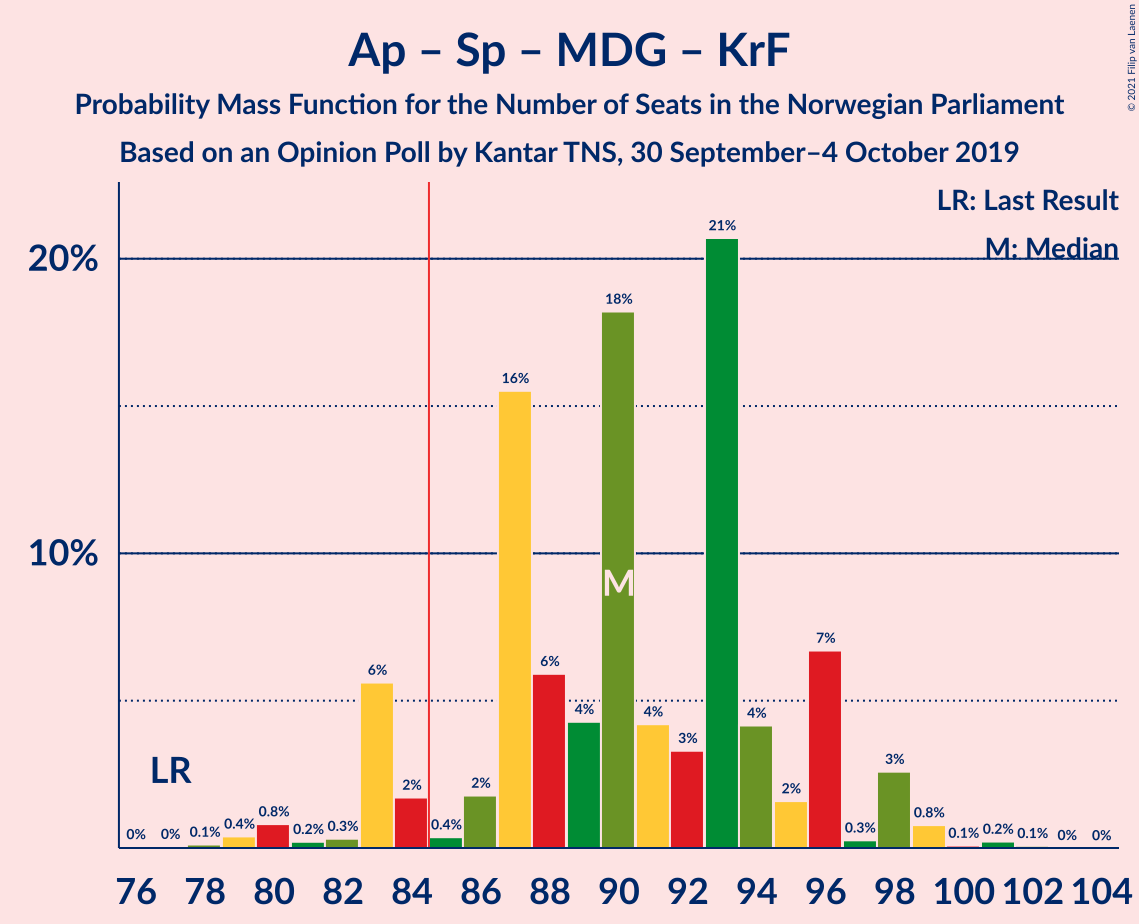 Ap – Sp – MDG – KrF
Probability Mass Function for the Number of Seats in the Norwegian Parliament
Based on an Opinion Poll by Kantar TNS, 30 September–4 October 2019
© 2021 Filip van Laenen
LR: Last Result
M: Median
20%
10%
21%
18%
16%
7%
6%
6%
4%
4%
4%
3%
3%
2%
2%
2%
LR
M
0% 0% 0.1% 0.4% 0.8% 0.2% 0.3% 0.4% 0.3% 0.8% 0.1% 0.2% 0.1% 0% 0%
76 78 80 82 84 86 88 90 92 94 96 98 100 102 104